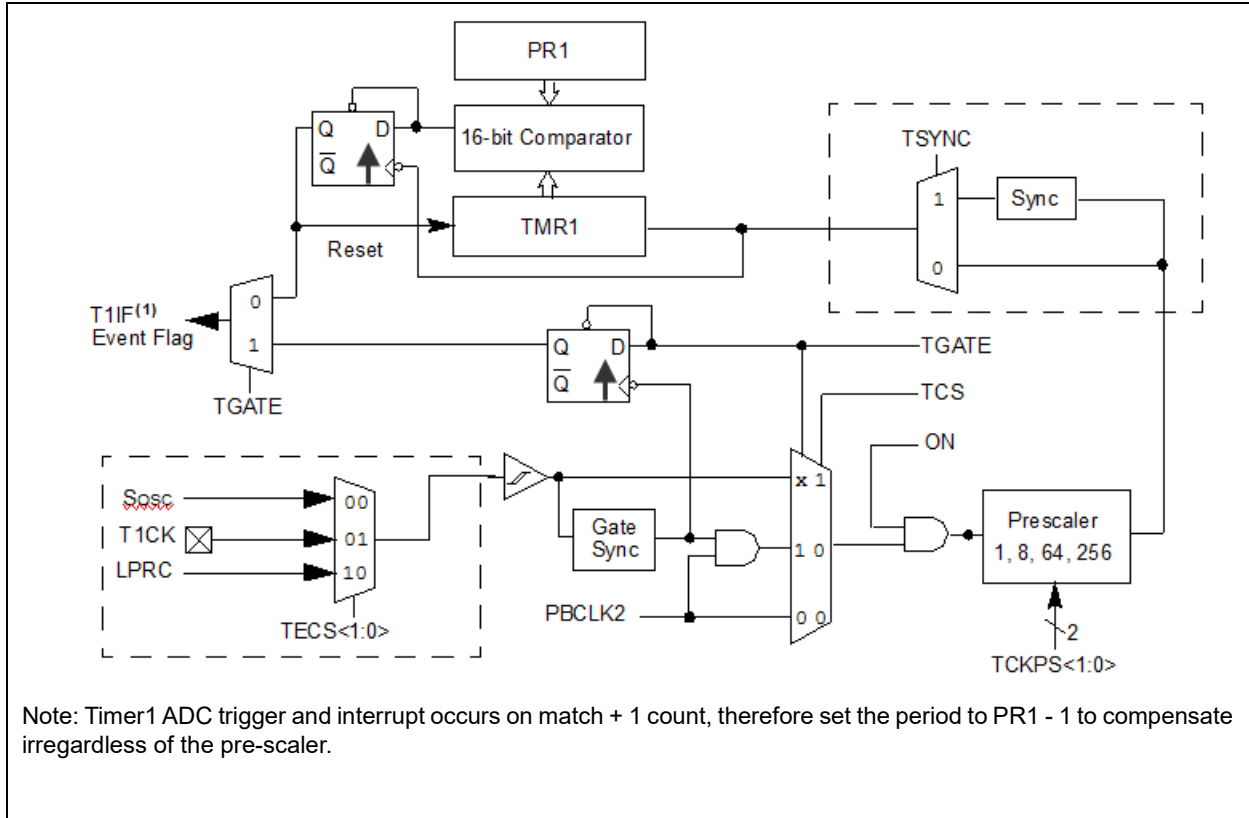 PR1
Q D
Q
16-bit Comparator
TSYNC
1
Sync
TMR1
Reset
0
T1IF(1)
Event Flag
0
1
TGATE
Q D
Q
TGATE
TCS
ON
Sosc
T1CK
LPRC
00
01
10
TECS<1:0>
Gate
Sync
PBCLK2
x 1
1 0
0 0
Prescaler
1, 8, 64, 256
2
TCKPS<1:0>
Note: Timer1 ADC trigger and interrupt occurs on match + 1 count, therefore set the period to PR1 - 1 to compensate
irregardless of the pre-scaler.